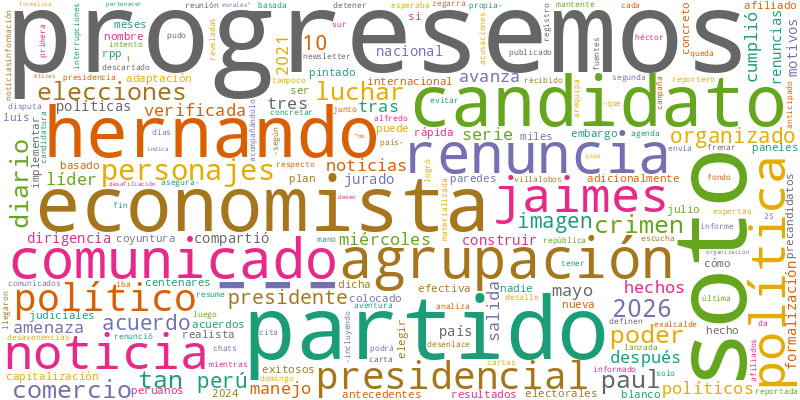 formaliza pertenecer reunión morales" basada detener esperaba zegarra propia- mantente cada afiliado
progresemos
meses interrupciones primera nombre intento rpp 1 descartado pudo newsletter 10 2021 reveladas tampoco sur si nacional acusaciones publicado registro fuentes héctor queda concreto cumplió renuncias motivos
noticiasinformación presidencia adaptación pintado internacional avanza segunda reportero
elecciones luchar candidato
disputa políticas verificada tres ser tras evitar arequipa -que campaña anticipado
hernando
luis candidatura días junto alfredo puede rápida serie miles embargo agenda organizado
implementar éticos indica acompañándolo -según "no país- concretar renuncia envía frenar paneles
diario basado personajes noticias respecto logró pide
líder desafiliación asegura- plan jurado paredes villalobos adicionalmente fondo precandidatos
economista jaimes soto política
fin deseo materializada imagen crimen julio expertas 25 informe
dirigencia coyuntura compartió mano miércoles construir república escucha cómo organización formalización
comunicado agrupación
comunicados iba dicha tener hechos última
político presidente colocado efectiva nadie mayo nueva 2026 hecho da
llegaron judiciales renunció resume aventura analiza detalle definen exalcalde
amenaza acuerdo acuerdos luego realista cita -incluyendo elegir país salida lanzada poder
desavenencias partido
noticia chats podrá carta desenlace después afiliados
capitalización mientras exitosos domingo cartas informado solo reportada
tan perú presidencial paul políticos
comercio peruanos 2024 manejo antecedentes resultados electorales blanco